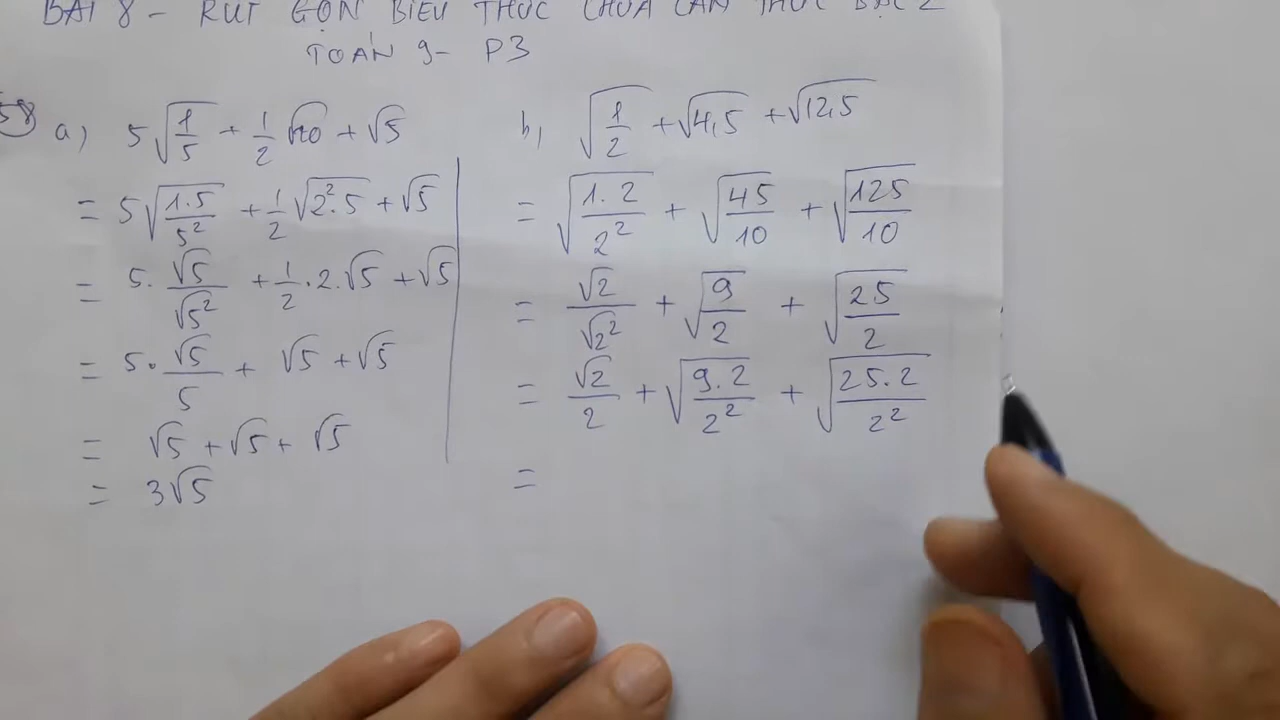 BÀI 8 - RÚT GỌN BIỂU THỨC CHỨA CĂN THỨC BẬC 2
TOÁN 9 - P3
58 a) 5√(1/5) + 1/2 √20 + √5
= 5√(1.5/5²) + 1/2 √(2².5) + √5
= 5. √5/√5² + 1/2 . 2.√5 + √5
= 5. √5/5 + √5 + √5
= √5 + √5 + √5
= 3√5
b, √(1/2) + √4,5 + √12,5
= √(1.2/2²) + √(45/10) + √(125/10)
= √2/√2² + √(9/2) + √(25/2)
= √2/2 + √(9.2/2²) + √(25.2/2²)
=